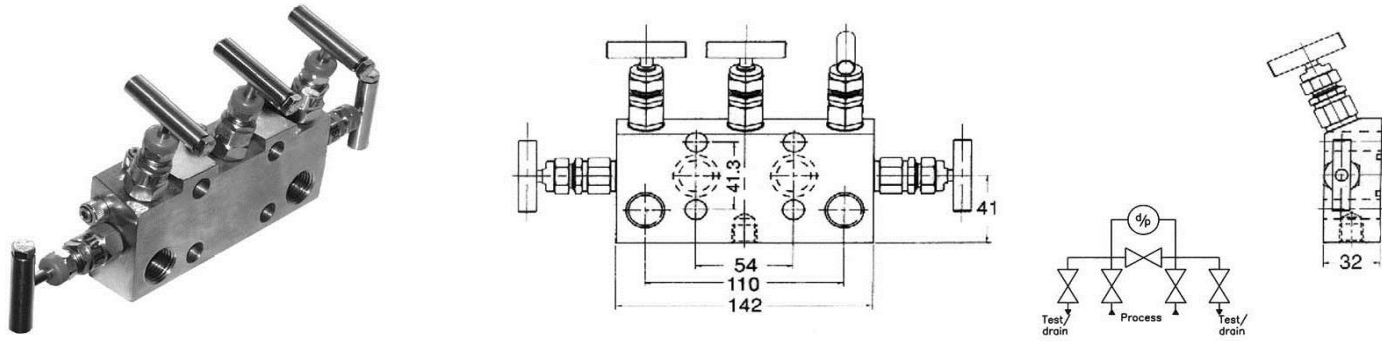 41.3
41
54
110
142
d/p
Test/
drain
Process
Test/
drain
32